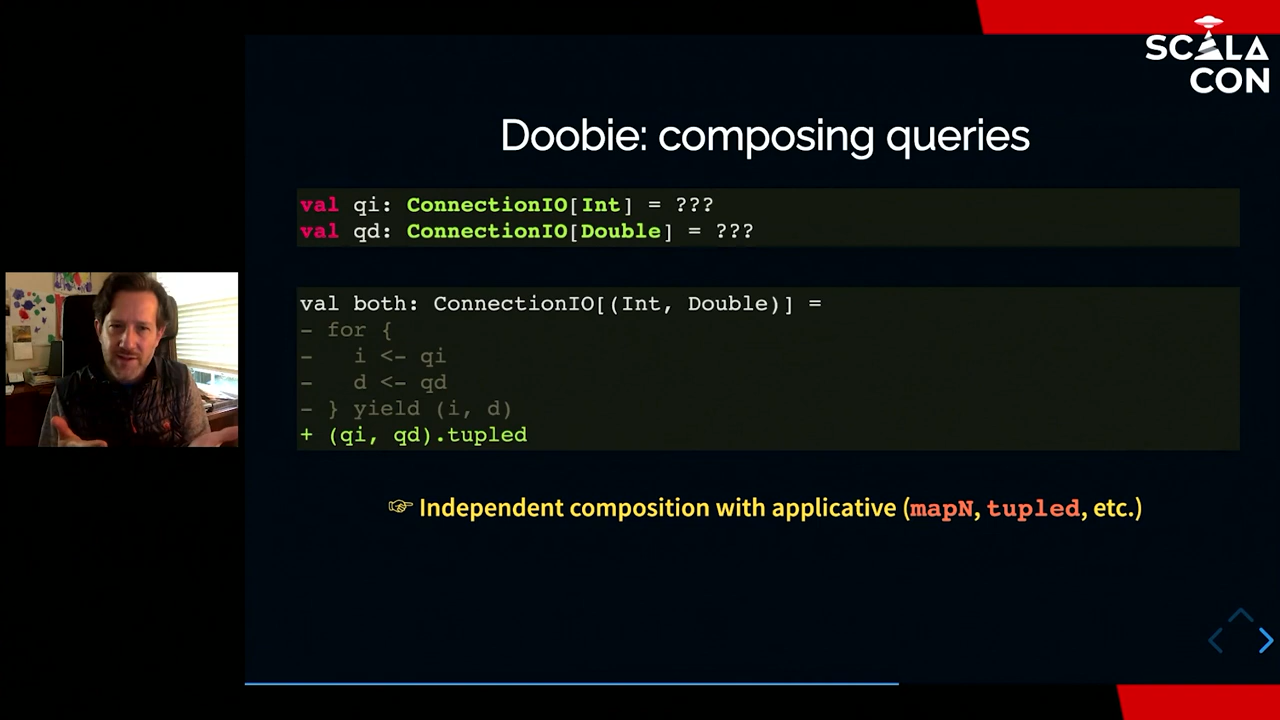 SCALA
CON
Doobie: composing queries
val qi: ConnectionIO[Int] = ???
val qd: ConnectionIO[Double] = ???
val both: ConnectionIO[(Int, Double)] =
- for {
-   i <- qi
-   d <- qd
- } yield (i, d)
+ (qi, qd).tupled
☞ Independent composition with applicative (mapN, tupled, etc.)